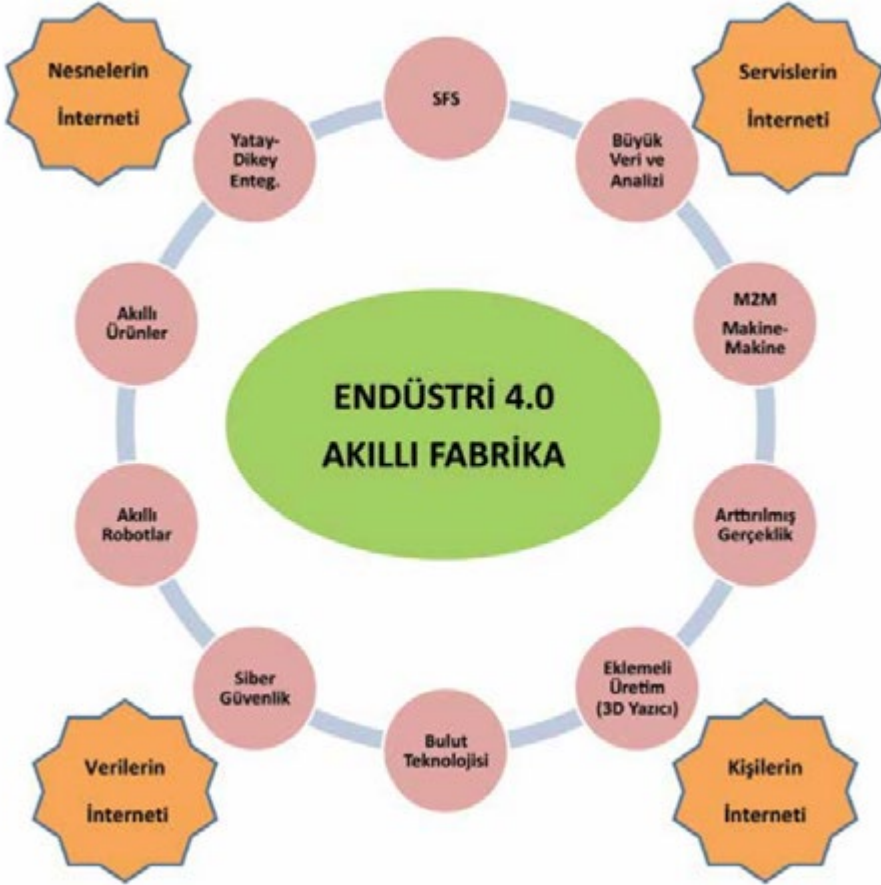 Nesnelerin
İnterneti
Servislerin
İnterneti
SFS
Büyük
Veri ve
Analizi
M2M
Makine-
Makine
Arttırılmış
Gerçeklik
Eklemeli
Üretim
(3D Yazıcı)
Bulut
Teknolojisi
Siber
Güvenlik
Akıllı
Robotlar
Akıllı
Ürünler
Yatay-
Dikey
Enteg.
ENDÜSTRİ 4.0
AKILLI FABRİKA
Verilerin
İnterneti
Kişilerin
İnterneti